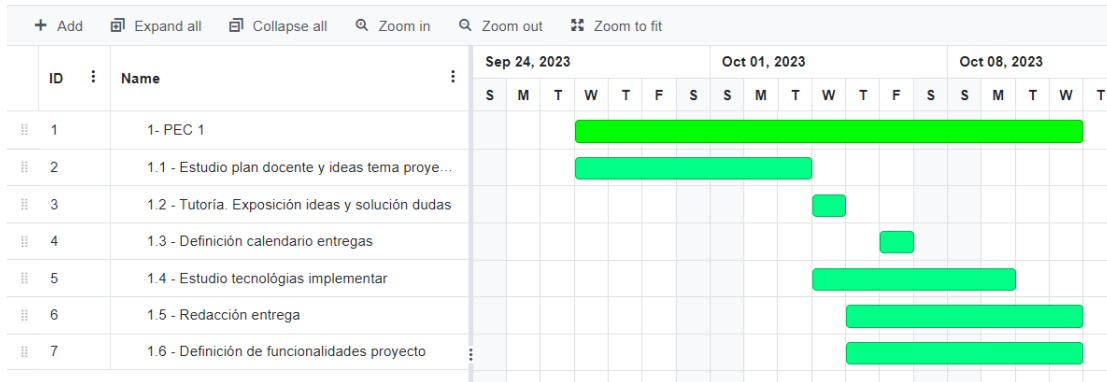 + Add Expand all Collapse all Zoom in Zoom out Zoom to fit
ID Name Sep 24, 2023 Oct 01, 2023 Oct 08, 2023
S M T W T F S S M T W T F S S M T W T
1 1- PEC 1
2 1.1 - Estudio plan docente y ideas tema proye...
3 1.2 - Tutoría. Exposición ideas y solución dudas
4 1.3 - Definición calendario entregas
5 1.4 - Estudio tecnológias implementar
6 1.5 - Redacción entrega
7 1.6 - Definición de funcionalidades proyecto